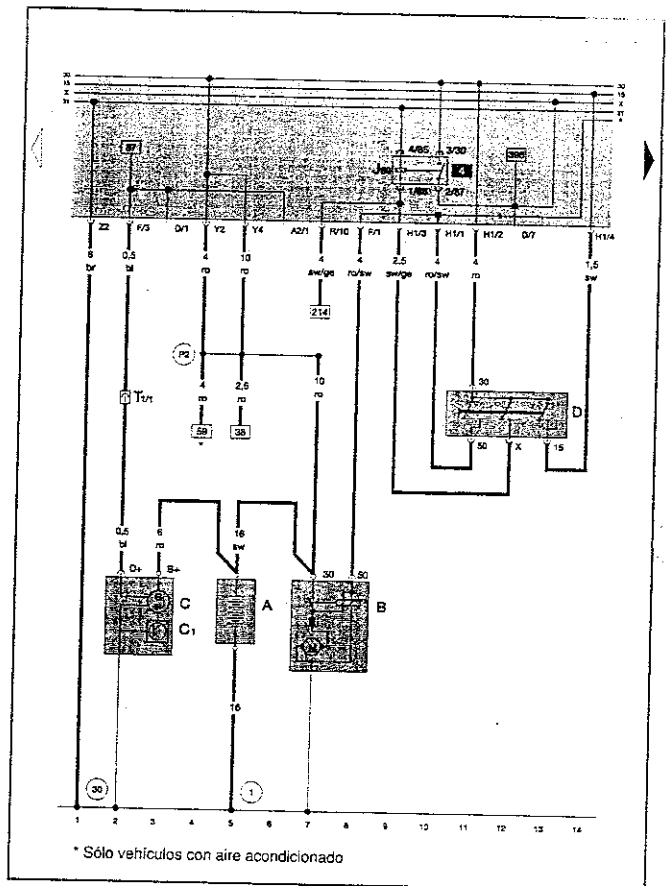 30
15
X
31
30
15
X
31
87
4/85 3/30
1/86 2/87
Z2 F/3 D/1 Y2 Y4 A2/1 R/10 F/1 H1/3 H1/1 H1/2 D/7 H1/4
6 0,5 4 10 4 4 2,5 4 4 1,5
br bl ro ro sw/ge ro/sw sw/ge ro/sw ro sw
214
P2
4 2,5 10
ro ro ro
30
D
T1/1
59 38
*
50 X 15
0,5 6 16
bl ro sw
D+ B+ 30 50
C A B
C1
16
30 1
1 2 3 4 5 6 7 8 9 10 11 12 13 14
* Sólo vehículos con aire acondicionado